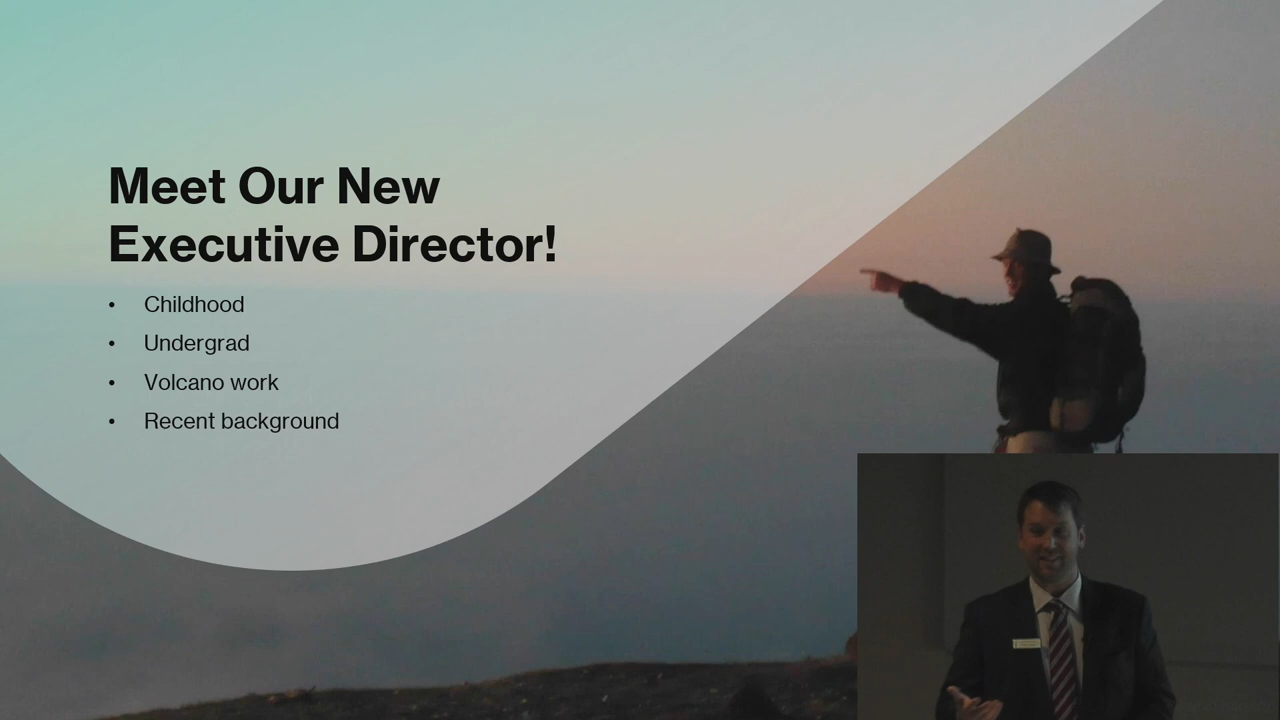 Meet Our New
Executive Director!
• Childhood
• Undergrad
• Volcano work
• Recent background